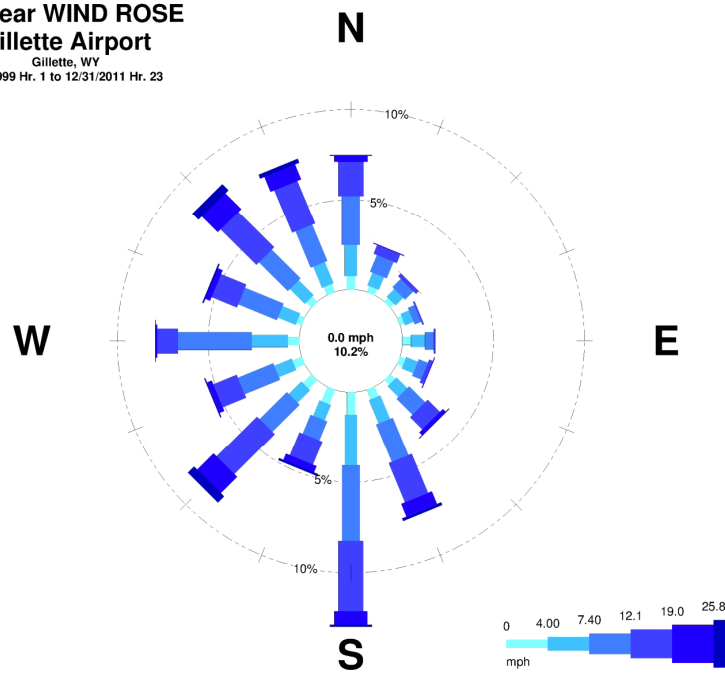 ear WIND ROSE
illette Airport
Gillette, WY
999 Hr. 1 to 12/31/2011 Hr. 23
N
10%
5%
W
0.0 mph
10.2%
E
5%
10%
S
0 4.00 7.40 12.1 19.0 25.8
mph